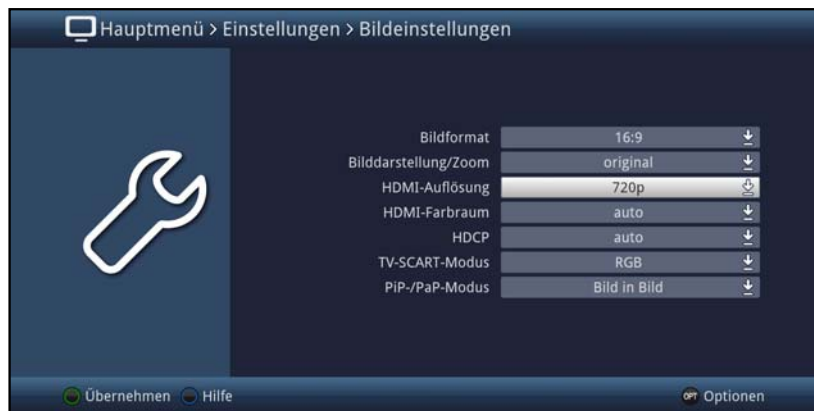 Hauptmenü > Einstellungen > Bildeinstellungen
Bildformat 16:9
Bilddarstellung/Zoom original
HDMI-Auflösung 720p
HDMI-Farbraum auto
HDCP auto
TV-SCART-Modus RGB
PiP-/PaP-Modus Bild in Bild
Übernehmen Hilfe OPT Optionen